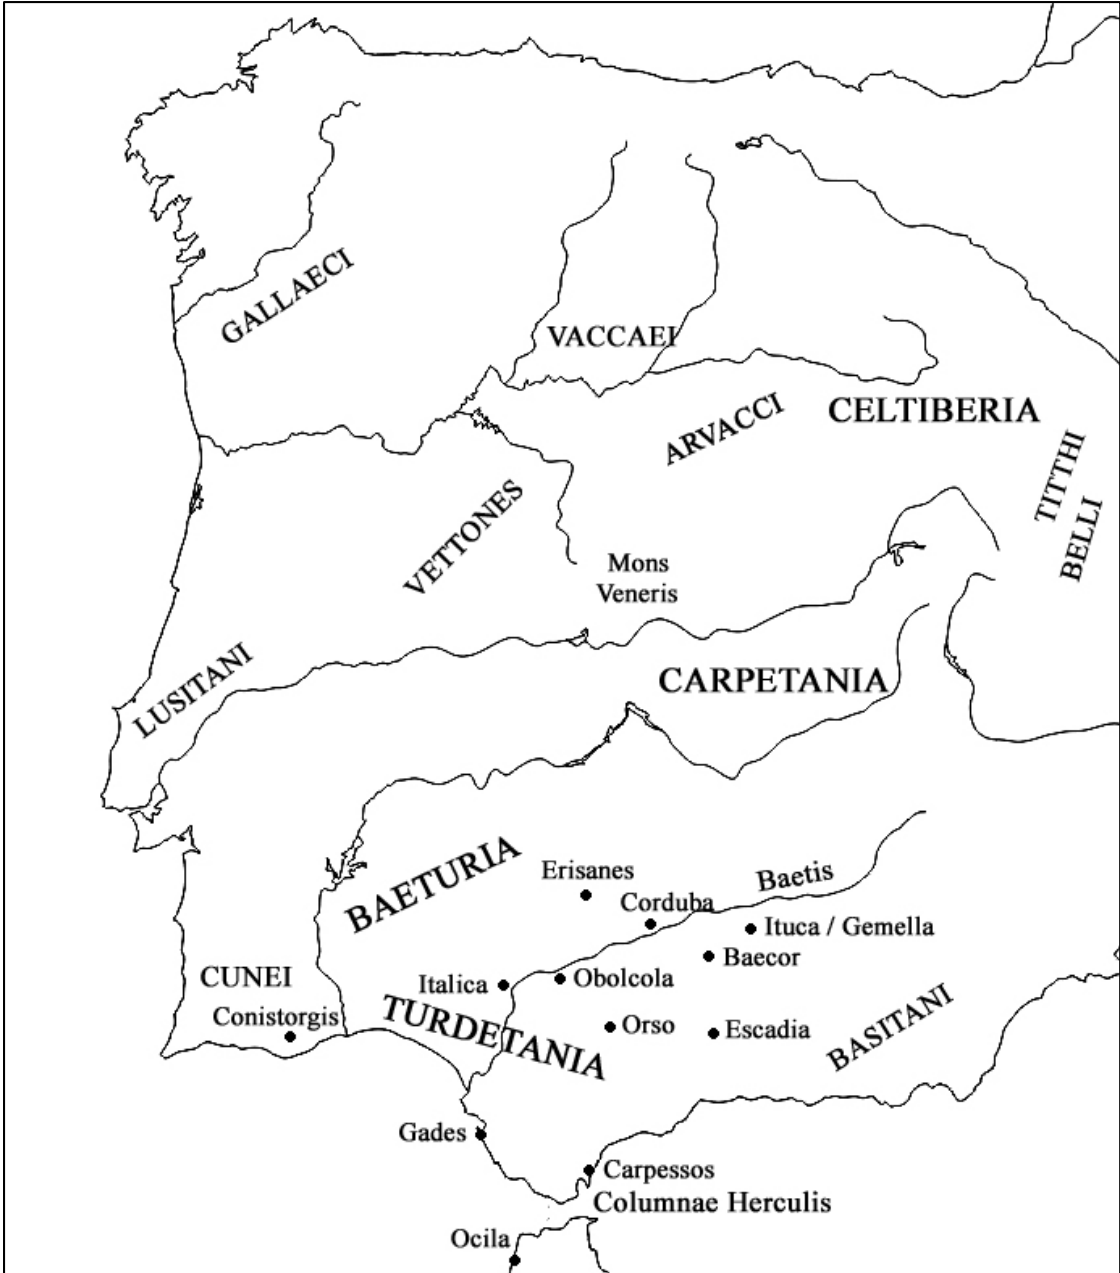 GALLAECI
VACCAEI
ARVACCI
CELTIBERIA
TITTHI
BELLI
VETTONES
Mons
Veneris
LUSITANI
CARPETANIA
BAETURIA
Erisanes
Baetis
Corduba
Ituca / Gemella
Baecor
CUNEI
Italica
Obolcola
Conistorgis
TURDETANIA
Orso
Escadia
BASITANI
Gades
Carpessos
Columnae Herculis
Ocila